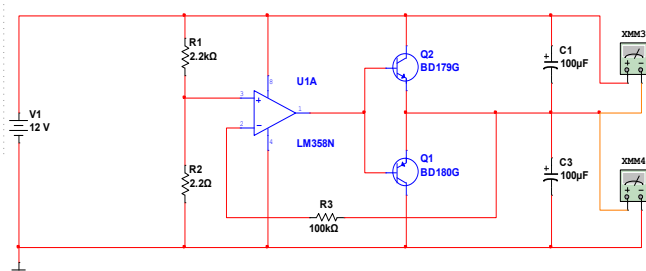 XMM3
R1
2.2kΩ
Q2
BD179G
C1
100µF
U1A
8
3
1
2
4
V1
12 V
LM358N
R2
2.2Ω
Q1
BD180G
C3
100µF
XMM4
R3
100kΩ